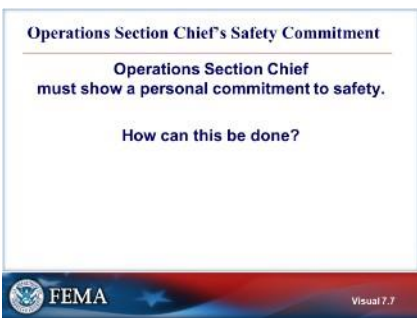 Operations Section Chief's Safety Commitment
Operations Section Chief
must show a personal commitment to safety.
How can this be done?
FEMA
Visual 7.7